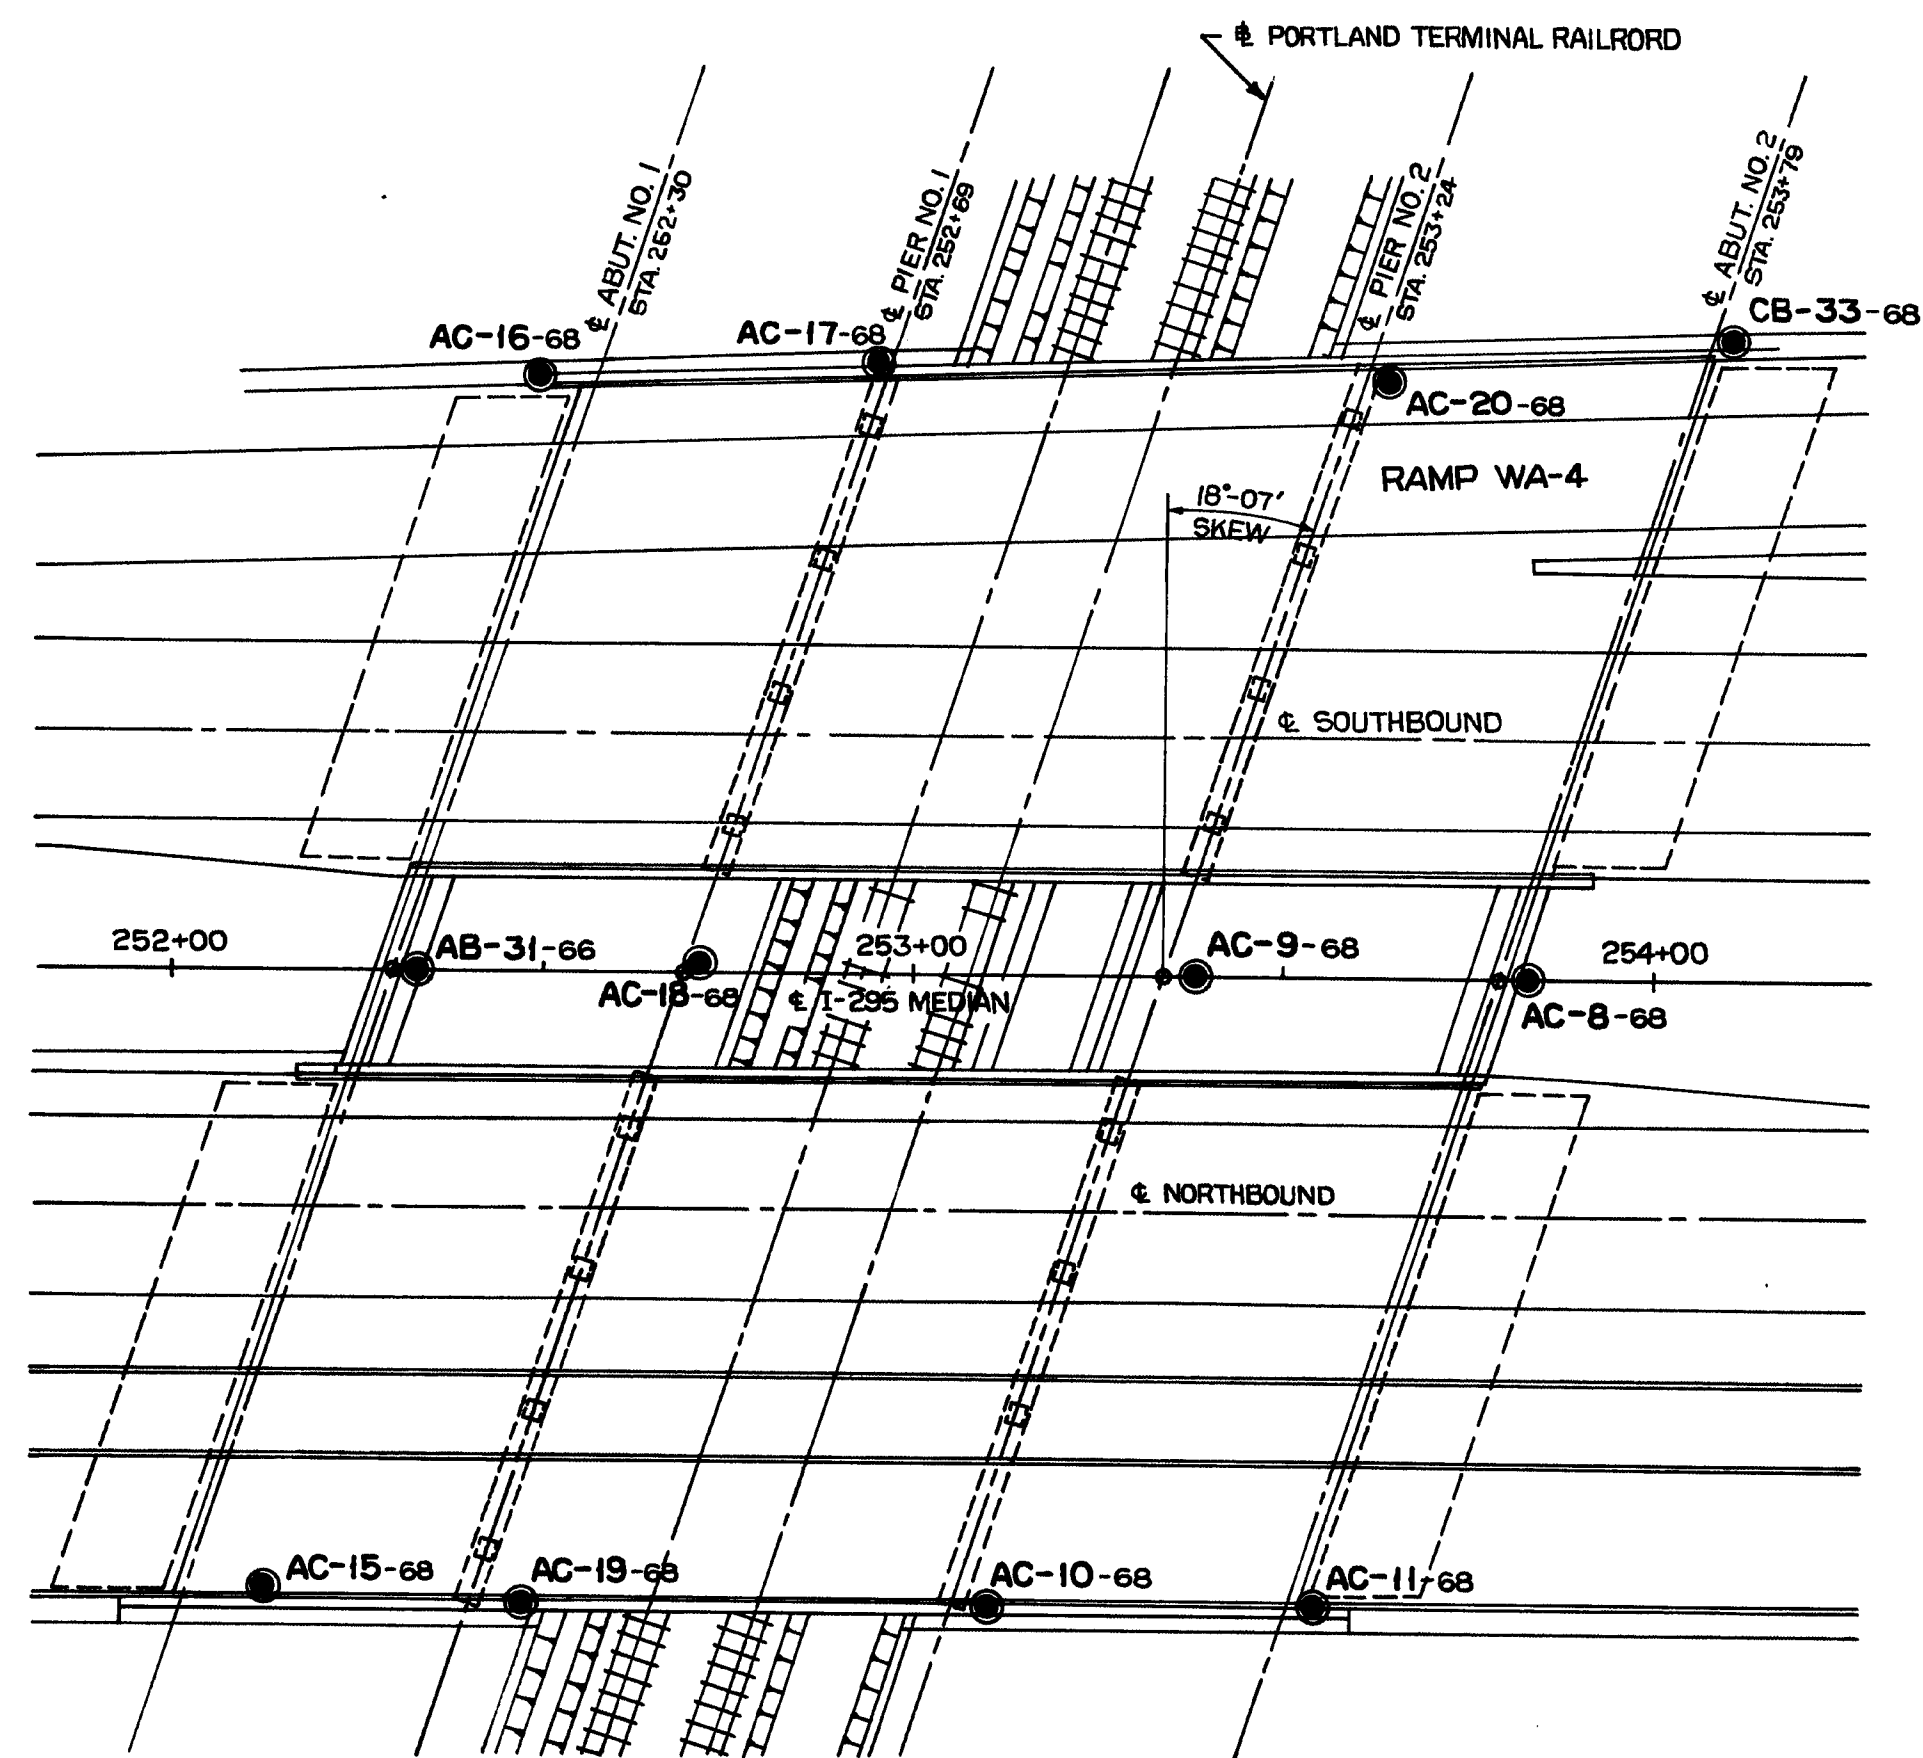 ℄ PORTLAND TERMINAL RAILRORD
℄ ABUT. NO. 1
STA. 252+30
℄ PIER NO. 1
STA. 252+69
℄ PIER NO. 2
STA. 253+24
℄ ABUT. NO. 2
STA. 253+79
AC-16-68
AC-17-68
CB-33-68
AC-20-68
RAMP WA-4
18°-07'
SKEW
℄ SOUTHBOUND
252+00
AB-31-66
AC-18-68
253+00
℄ I-295 MEDIAN
AC-9-68
254+00
AC-8-68
℄ NORTHBOUND
AC-15-68
AC-19-68
AC-10-68
AC-11-68